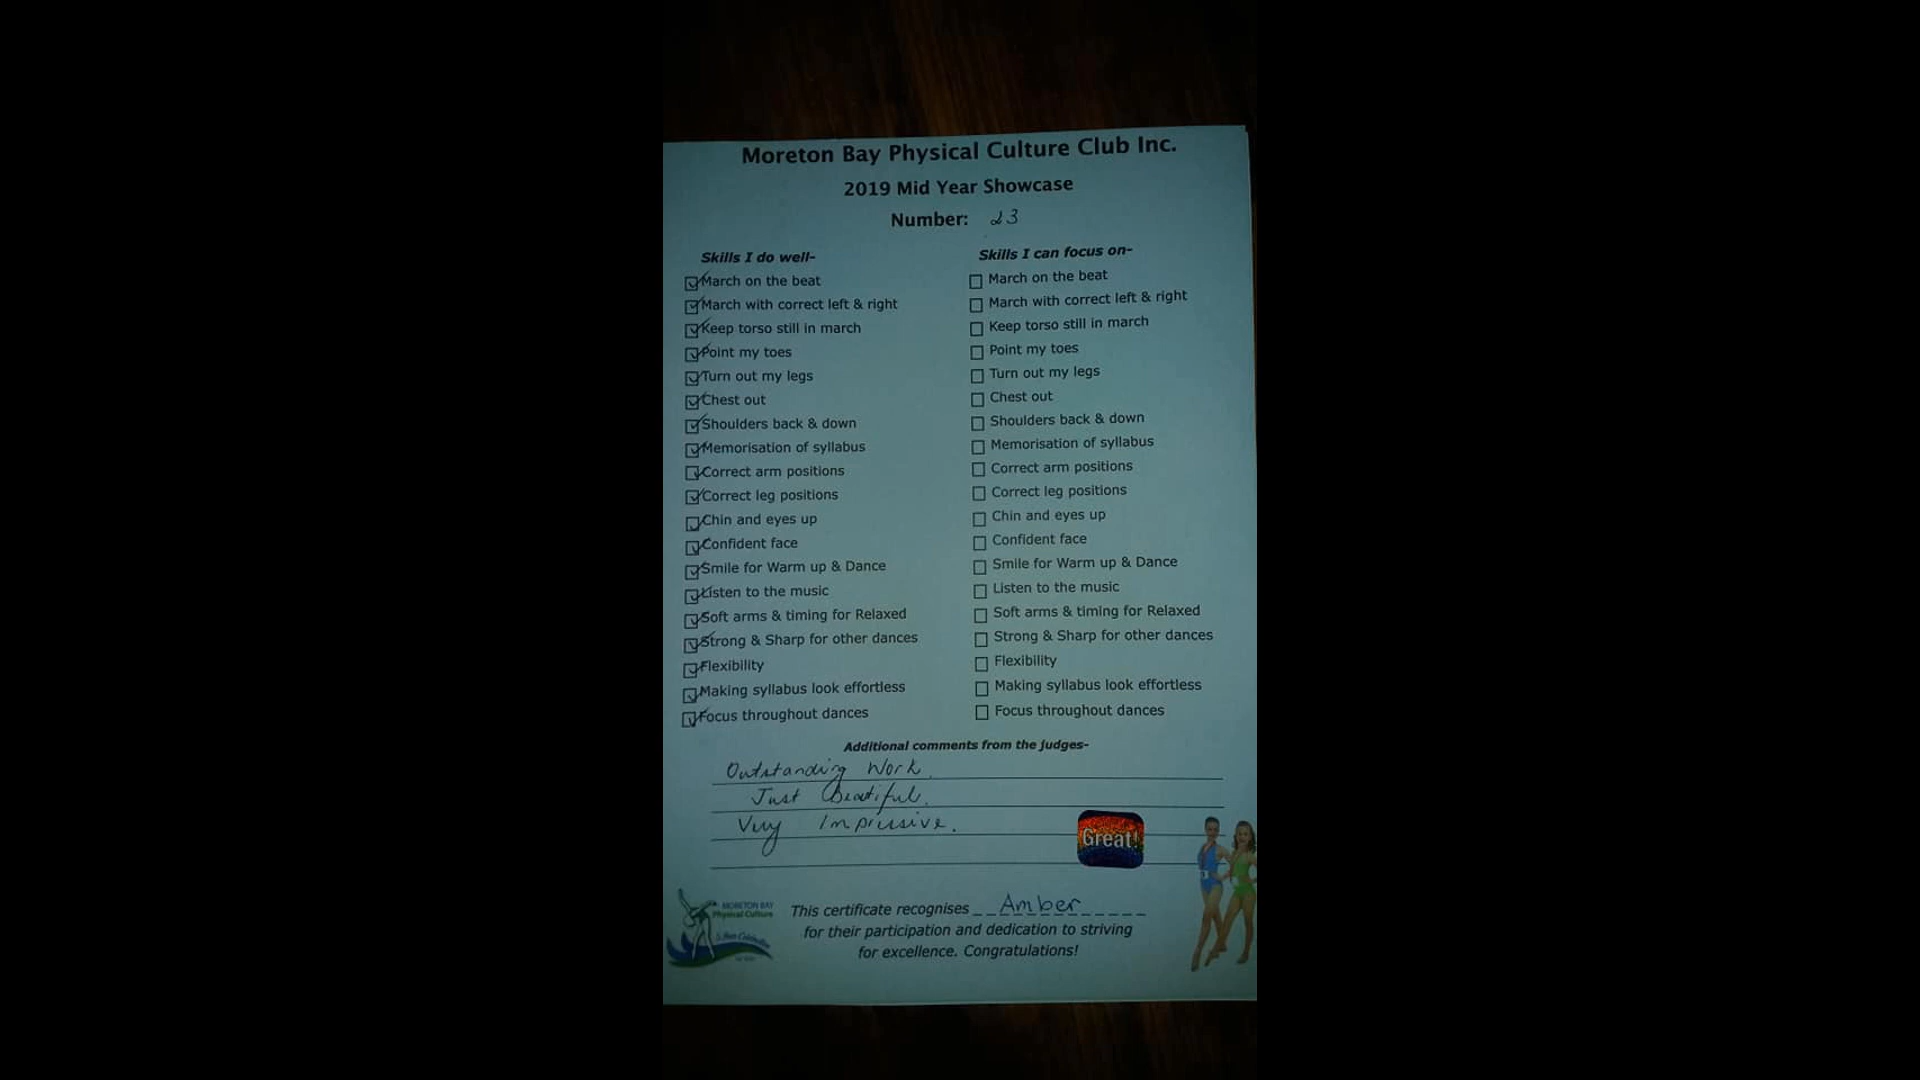 Moreton Bay Physical Culture Club Inc.
2019 Mid Year Showcase
Number: 23
Skills I do well-
March on the beat
March with correct left & right
Keep torso still in march
Point my toes
Turn out my legs
Chest out
Shoulders back & down
Memorisation of syllabus
Correct arm positions
Correct leg positions
Chin and eyes up
Confident face
Smile for Warm up & Dance
Listen to the music
Soft arms & timing for Relaxed
Strong & Sharp for other dances
Flexibility
Making syllabus look effortless
Focus throughout dances
Skills I can focus on-
March on the beat
March with correct left & right
Keep torso still in march
Point my toes
Turn out my legs
Chest out
Shoulders back & down
Memorisation of syllabus
Correct arm positions
Correct leg positions
Chin and eyes up
Confident face
Smile for Warm up & Dance
Listen to the music
Soft arms & timing for Relaxed
Strong & Sharp for other dances
Flexibility
Making syllabus look effortless
Focus throughout dances
Additional comments from the judges-
Outstanding Work.
Just Beautiful.
Very Impressive.
Great!
MORETON BAY
Physical Culture
This certificate recognises Amber
for their participation and dedication to striving
for excellence. Congratulations!